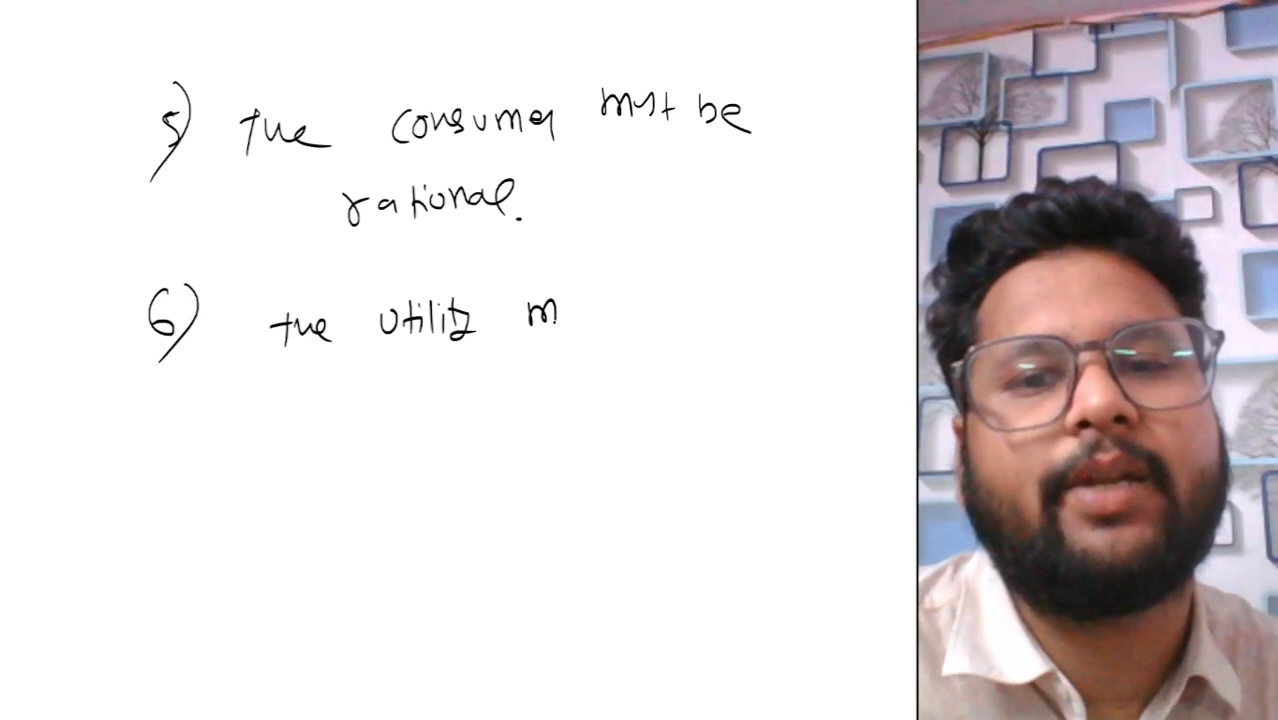 5) The consumer must be
rational.
6) The utility m